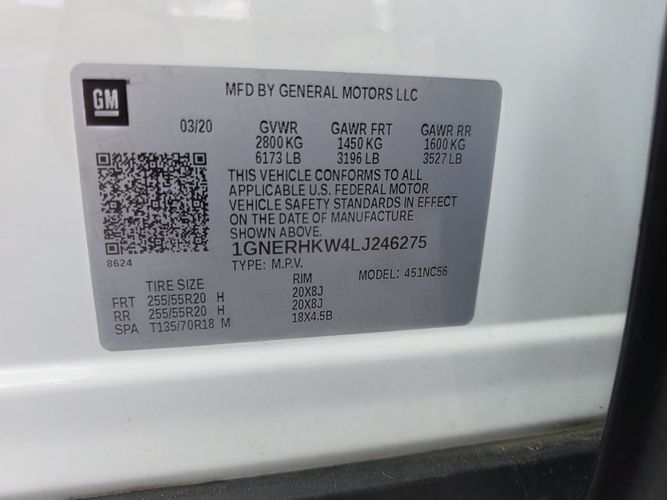 GM
MFD BY GENERAL MOTORS LLC
03/20 GVWR GAWR FRT GAWR RR
2800 KG 1450 KG 1600 KG
6173 LB 3196 LB 3527 LB
THIS VEHICLE CONFORMS TO ALL
APPLICABLE U.S. FEDERAL MOTOR
VEHICLE SAFETY STANDARDS IN EFFECT
ON THE DATE OF MANUFACTURE
SHOWN ABOVE.
1GNERHKW4LJ246275
8624 TYPE: M.P.V. MODEL: 451NC56
TIRE SIZE RIM
FRT 255/55R20 H 20X8J
RR 255/55R20 H 20X8J
SPA T135/70R18 M 18X4.5B